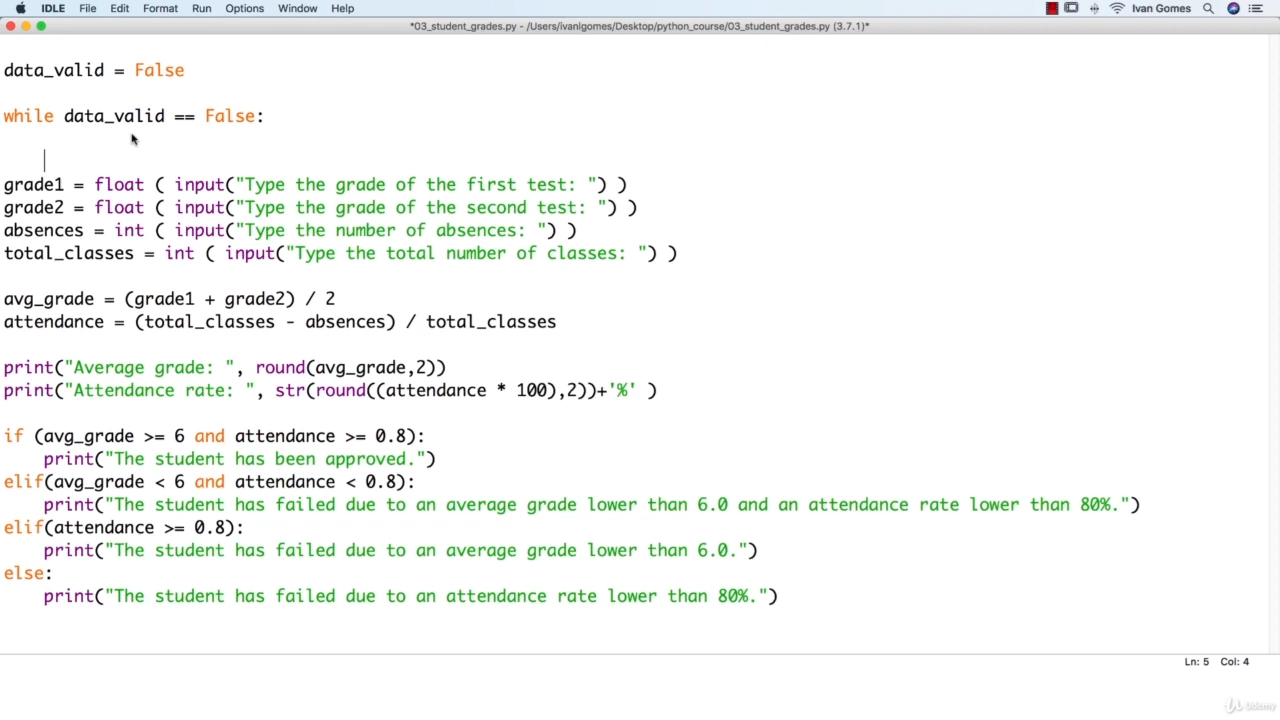 IDLE File Edit Format Run Options Window Help Ivan Gomes
*03_student_grades.py - /Users/ivanlgomes/Desktop/python_course/03_student_grades.py (3.7.1)*
data_valid = False
while data_valid == False:
grade1 = float ( input("Type the grade of the first test: ") )
grade2 = float ( input("Type the grade of the second test: ") )
absences = int ( input("Type the number of absences: ") )
total_classes = int ( input("Type the total number of classes: ") )
avg_grade = (grade1 + grade2) / 2
attendance = (total_classes - absences) / total_classes
print("Average grade: ", round(avg_grade,2))
print("Attendance rate: ", str(round((attendance * 100),2))+'%' )
if (avg_grade >= 6 and attendance >= 0.8):
    print("The student has been approved.")
elif(avg_grade < 6 and attendance < 0.8):
    print("The student has failed due to an average grade lower than 6.0 and an attendance rate lower than 80%.")
elif(attendance >= 0.8):
    print("The student has failed due to an average grade lower than 6.0.")
else:
    print("The student has failed due to an attendance rate lower than 80%.")
Ln: 5 Col: 4
Udemy